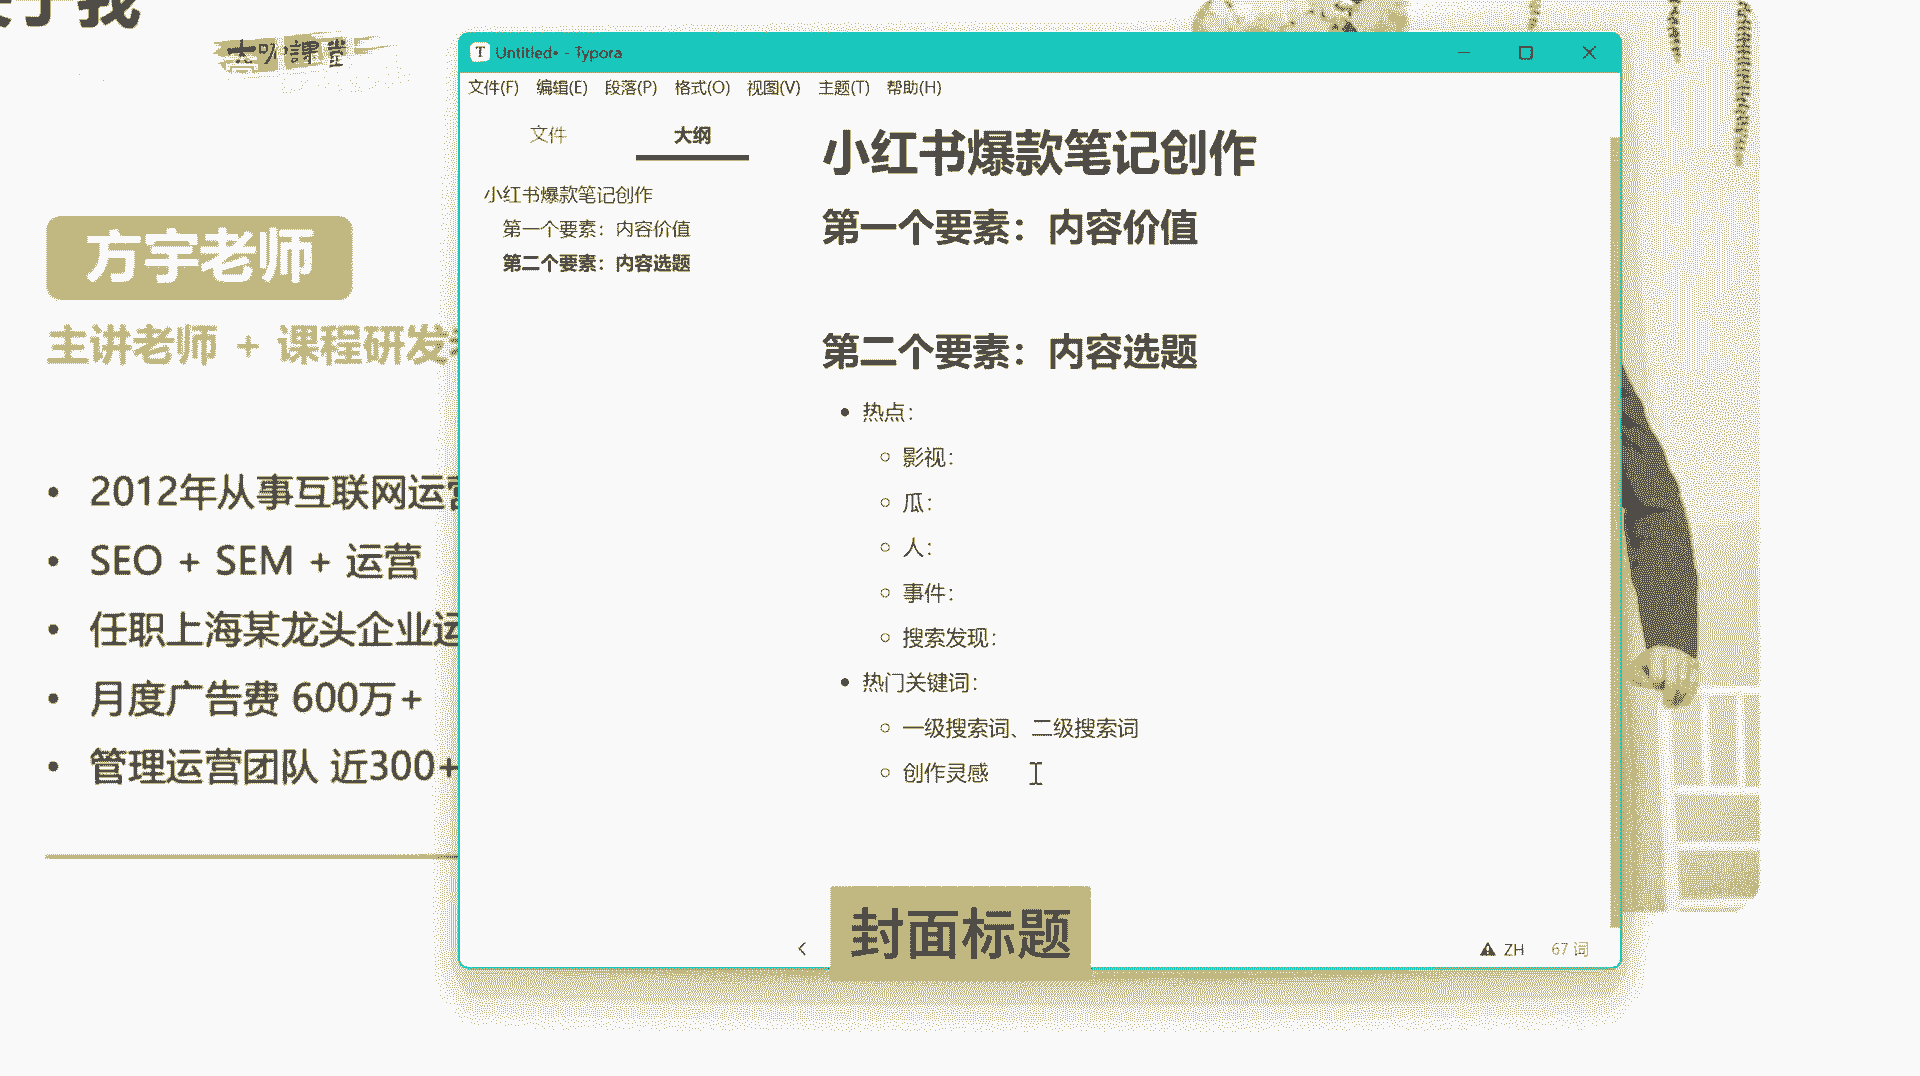 Untitled• - Typora
文件(F) 编辑(E) 段落(P) 格式(O) 视图(V) 主题(T) 帮助(H)
文件 大纲
小红书爆款笔记创作
第一个要素：内容价值
第二个要素：内容选题
小红书爆款笔记创作
第一个要素：内容价值
第二个要素：内容选题
热点：
影视：
瓜：
人：
事件：
搜索发现：
热门关键词：
一级搜索词、二级搜索词
创作灵感
ZH 67 词
封面标题
大咖課堂
方宇老师
主讲老师 + 课程研发
• 2012年从事互联网运营
• SEO + SEM + 运营
• 任职上海某龙头企业运
• 月度广告费 600万+
• 管理运营团队 近300+